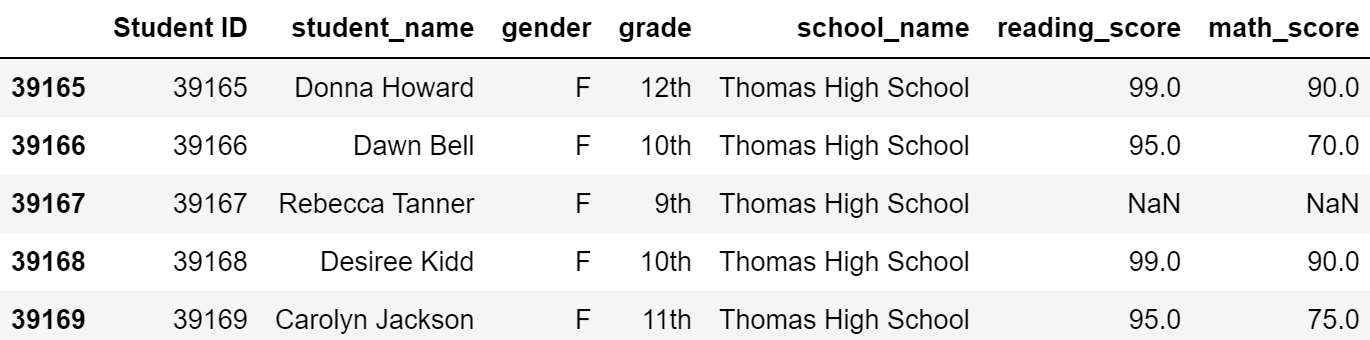 Student ID student_name gender grade school_name reading_score math_score
39165 39165 Donna Howard F 12th Thomas High School 99.0 90.0
39166 39166 Dawn Bell F 10th Thomas High School 95.0 70.0
39167 39167 Rebecca Tanner F 9th Thomas High School NaN NaN
39168 39168 Desiree Kidd F 10th Thomas High School 99.0 90.0
39169 39169 Carolyn Jackson F 11th Thomas High School 95.0 75.0